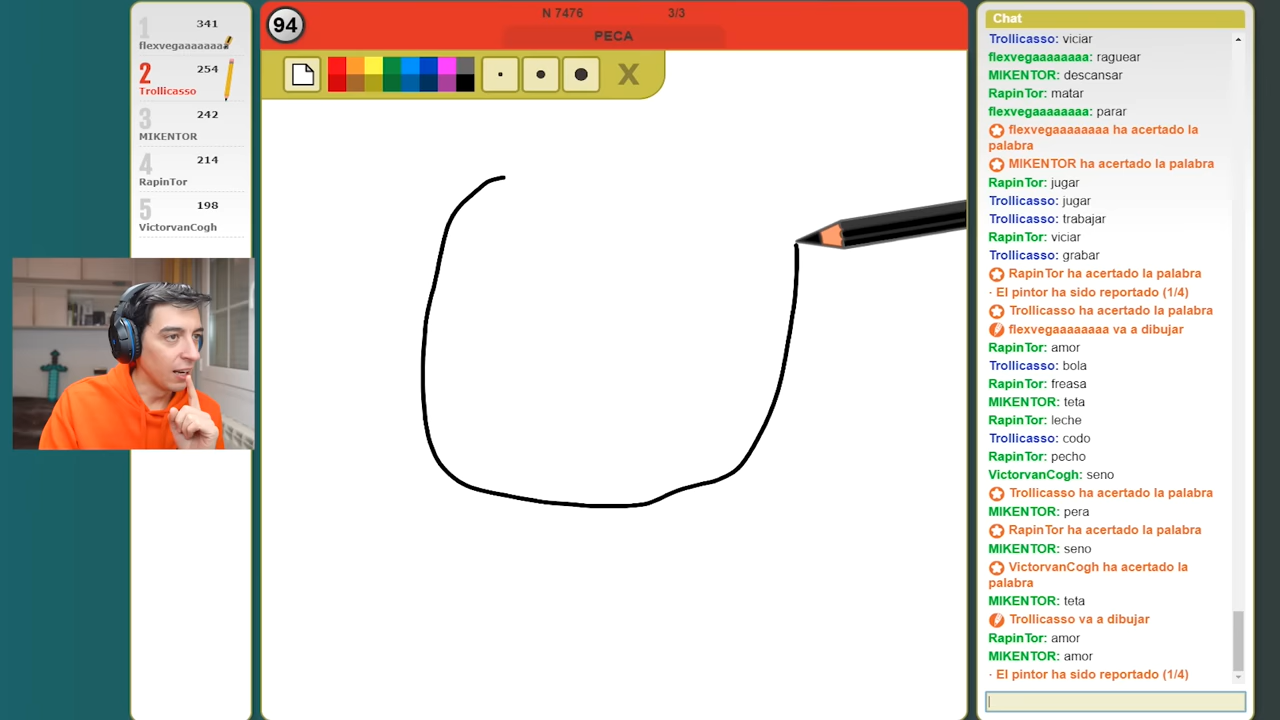 1
341
flexvegaaaaaaaa
2
254
Trollicasso
3
242
MIKENTOR
4
214
RapinTor
5
198
VictorvanCogh
94
N 7476
3/3
PECA
X
Chat
Trollicasso: viciar
flexvegaaaaaaaa: raguear
MIKENTOR: descansar
RapinTor: matar
flexvegaaaaaaaa: parar
flexvegaaaaaaaa ha acertado la
palabra
MIKENTOR ha acertado la palabra
RapinTor: jugar
Trollicasso: jugar
Trollicasso: trabajar
RapinTor: viciar
Trollicasso: grabar
RapinTor ha acertado la palabra
· El pintor ha sido reportado (1/4)
Trollicasso ha acertado la palabra
flexvegaaaaaaaa va a dibujar
RapinTor: amor
Trollicasso: bola
RapinTor: freasa
MIKENTOR: teta
RapinTor: leche
Trollicasso: codo
RapinTor: pecho
VictorvanCogh: seno
Trollicasso ha acertado la palabra
MIKENTOR: pera
RapinTor ha acertado la palabra
MIKENTOR: seno
VictorvanCogh ha acertado la
palabra
MIKENTOR: teta
Trollicasso va a dibujar
RapinTor: amor
MIKENTOR: amor
· El pintor ha sido reportado (1/4)